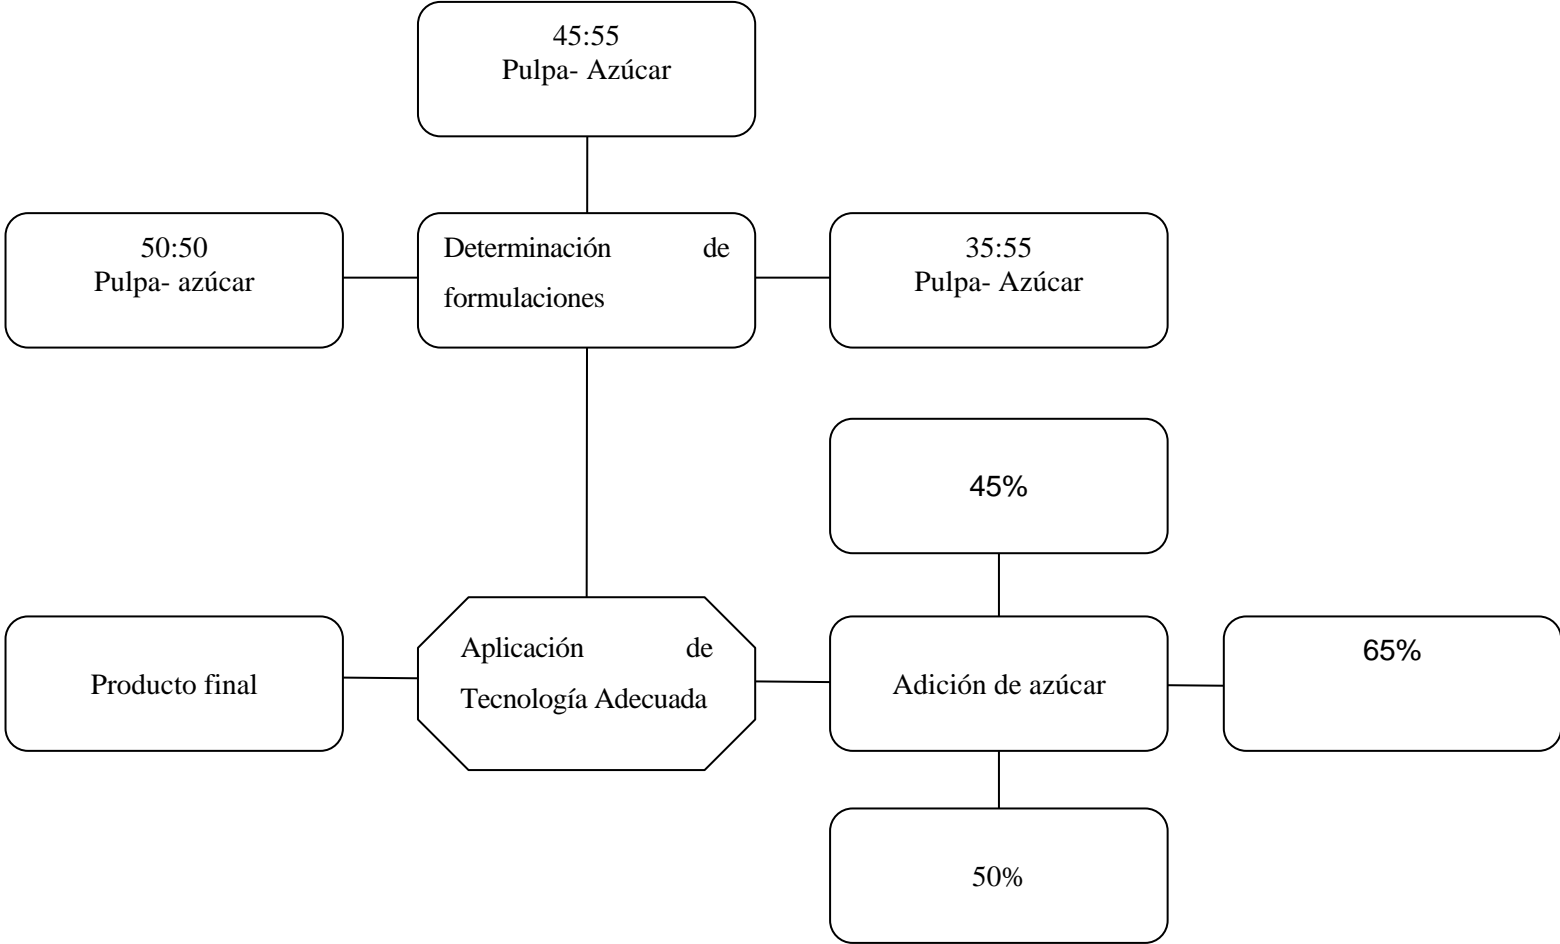 45:55
Pulpa- Azúcar
50:50
Pulpa- azúcar
Determinación de
formulaciones
35:55
Pulpa- Azúcar
45%
Producto final
Aplicación de
Tecnología Adecuada
Adición de azúcar
65%
50%